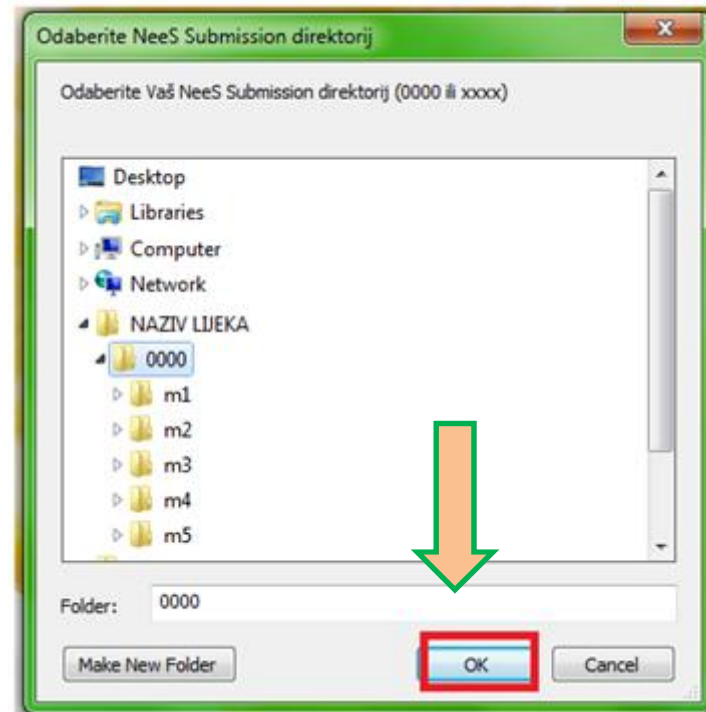 Odaberite NeeS Submission direktorij
Odaberite Vaš NeeS Submission direktorij (0000 ili xxxx)
Desktop
Libraries
Computer
Network
NAZIV LIJEKA
0000
m1
m2
m3
m4
m5
Folder: 0000
Make New Folder OK Cancel